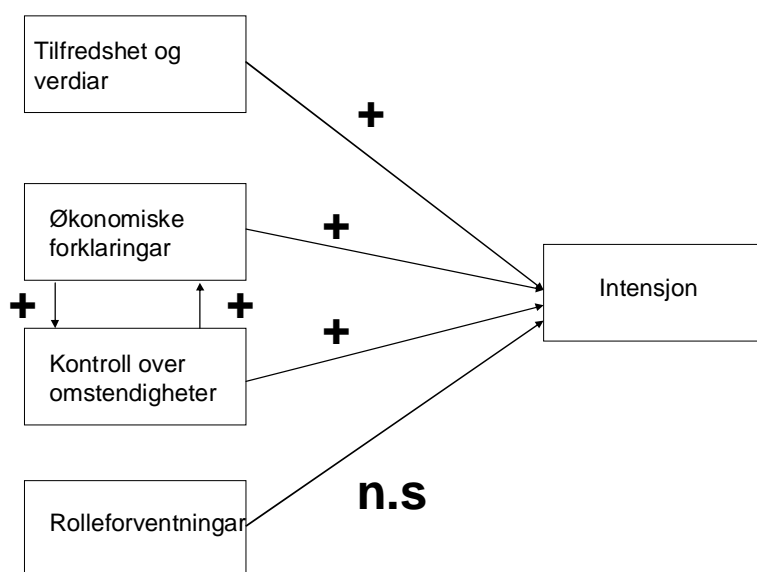 Tilfredshet og
verdiar
+
Økonomiske
forklaringar
+
Intensjon
+
+
+
Kontroll over
omstendigheter
n.s
Rolleforventningar